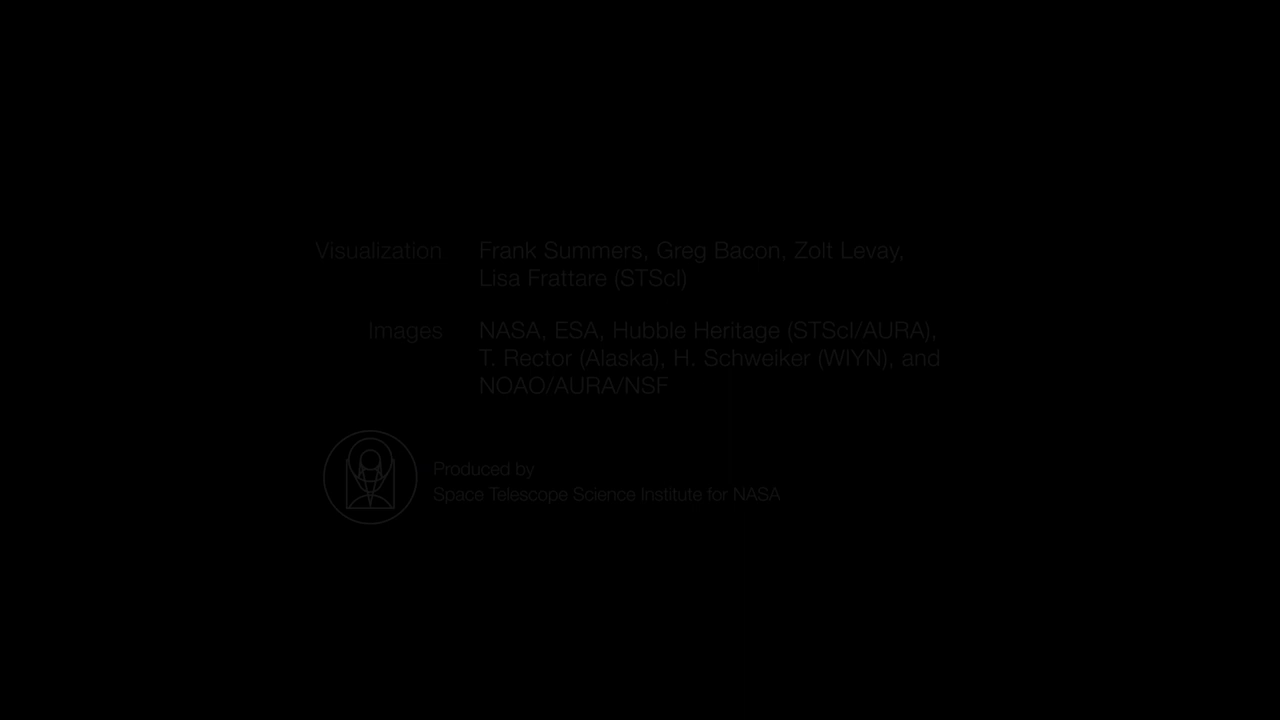 Visualization Frank Summers, Greg Bacon, Zolt Levay,
Lisa Frattare (STScI)
Images NASA, ESA, Hubble Heritage (STScI/AURA),
T. Rector (Alaska), H. Schweiker (WIYN), and
NOAO/AURA/NSF
Produced by
Space Telescope Science Institute for NASA